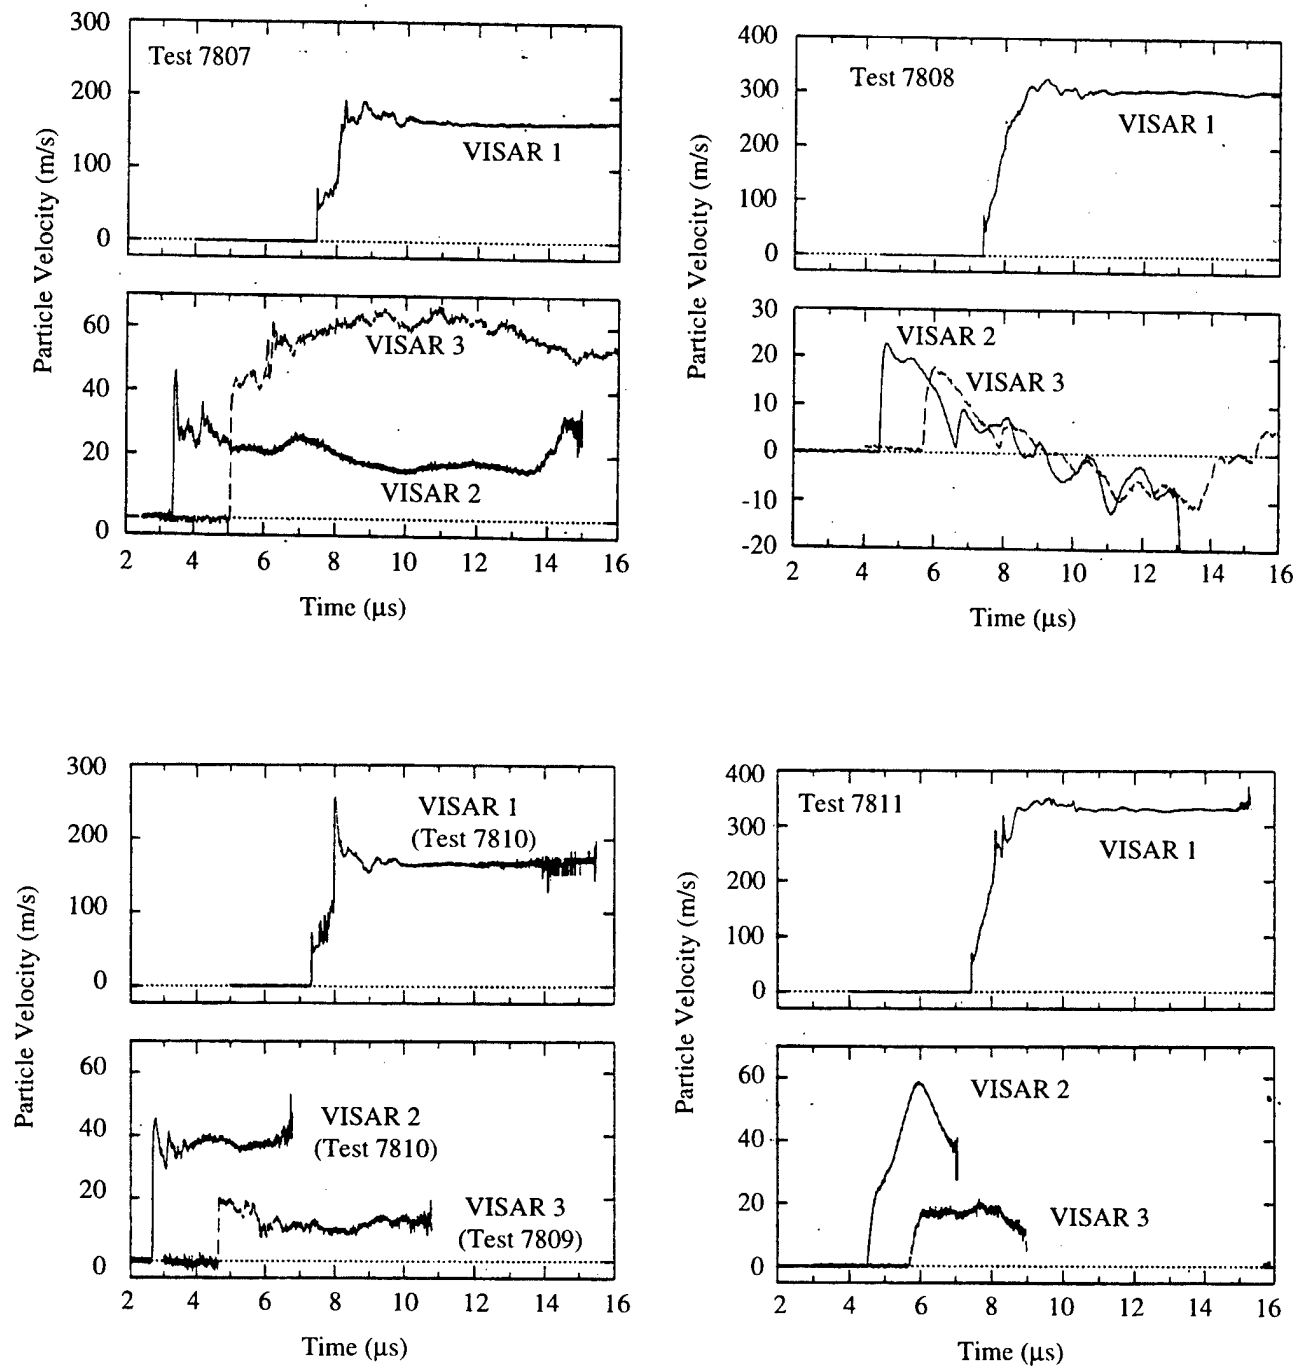 300
200
100
0
Test 7807
VISAR 1
60
40
20
0
VISAR 3
VISAR 2
2 4 6 8 10 12 14 16
Time (μs)
Particle Velocity (m/s)
400
300
200
100
0
Test 7808
VISAR 1
30
20
10
0
-10
-20
VISAR 2
VISAR 3
2 4 6 8 10 12 14 16
Time (μs)
Particle Velocity (m/s)
300
200
100
0
VISAR 1
(Test 7810)
60
40
20
0
VISAR 2
(Test 7810)
VISAR 3
(Test 7809)
2 4 6 8 10 12 14 16
Time (μs)
Particle Velocity (m/s)
400
300
200
100
0
Test 7811
VISAR 1
60
40
20
0
VISAR 2
VISAR 3
2 4 6 8 10 12 14 16
Time (μs)
Particle Velocity (m/s)